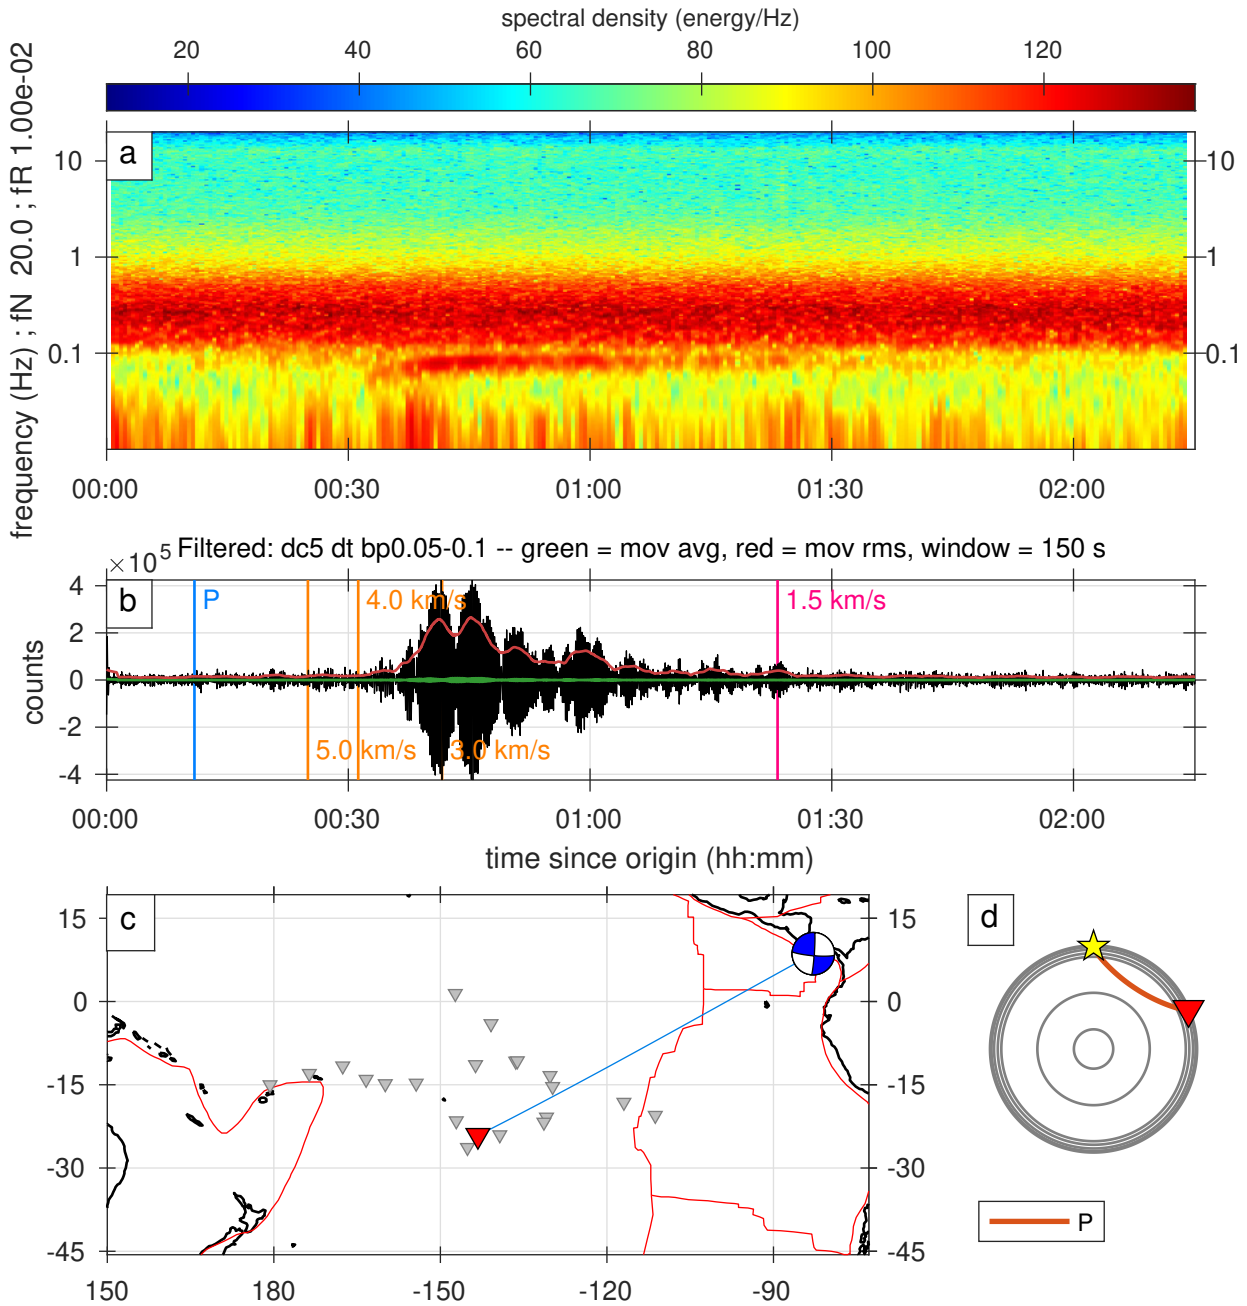 spectral density (energy/Hz)
20 40 60 80 100 120
frequency (Hz) ; fN 20.0 ; fR 1.00e-02
a
10 10
1 1
0.1 0.1
00:00 00:30 01:00 01:30 02:00
×10^5 Filtered: dc5 dt bp0.05-0.1 -- green = mov avg, red = mov rms, window = 150 s
b
counts
4
2
0
-2
-4
P
4.0 km/s
1.5 km/s
5.0 km/s
3.0 km/s
00:00 00:30 01:00 01:30 02:00
time since origin (hh:mm)
c
d
15 15
0 0
-15 -15
-30 -30
-45 -45
150 180 -150 -120 -90
P